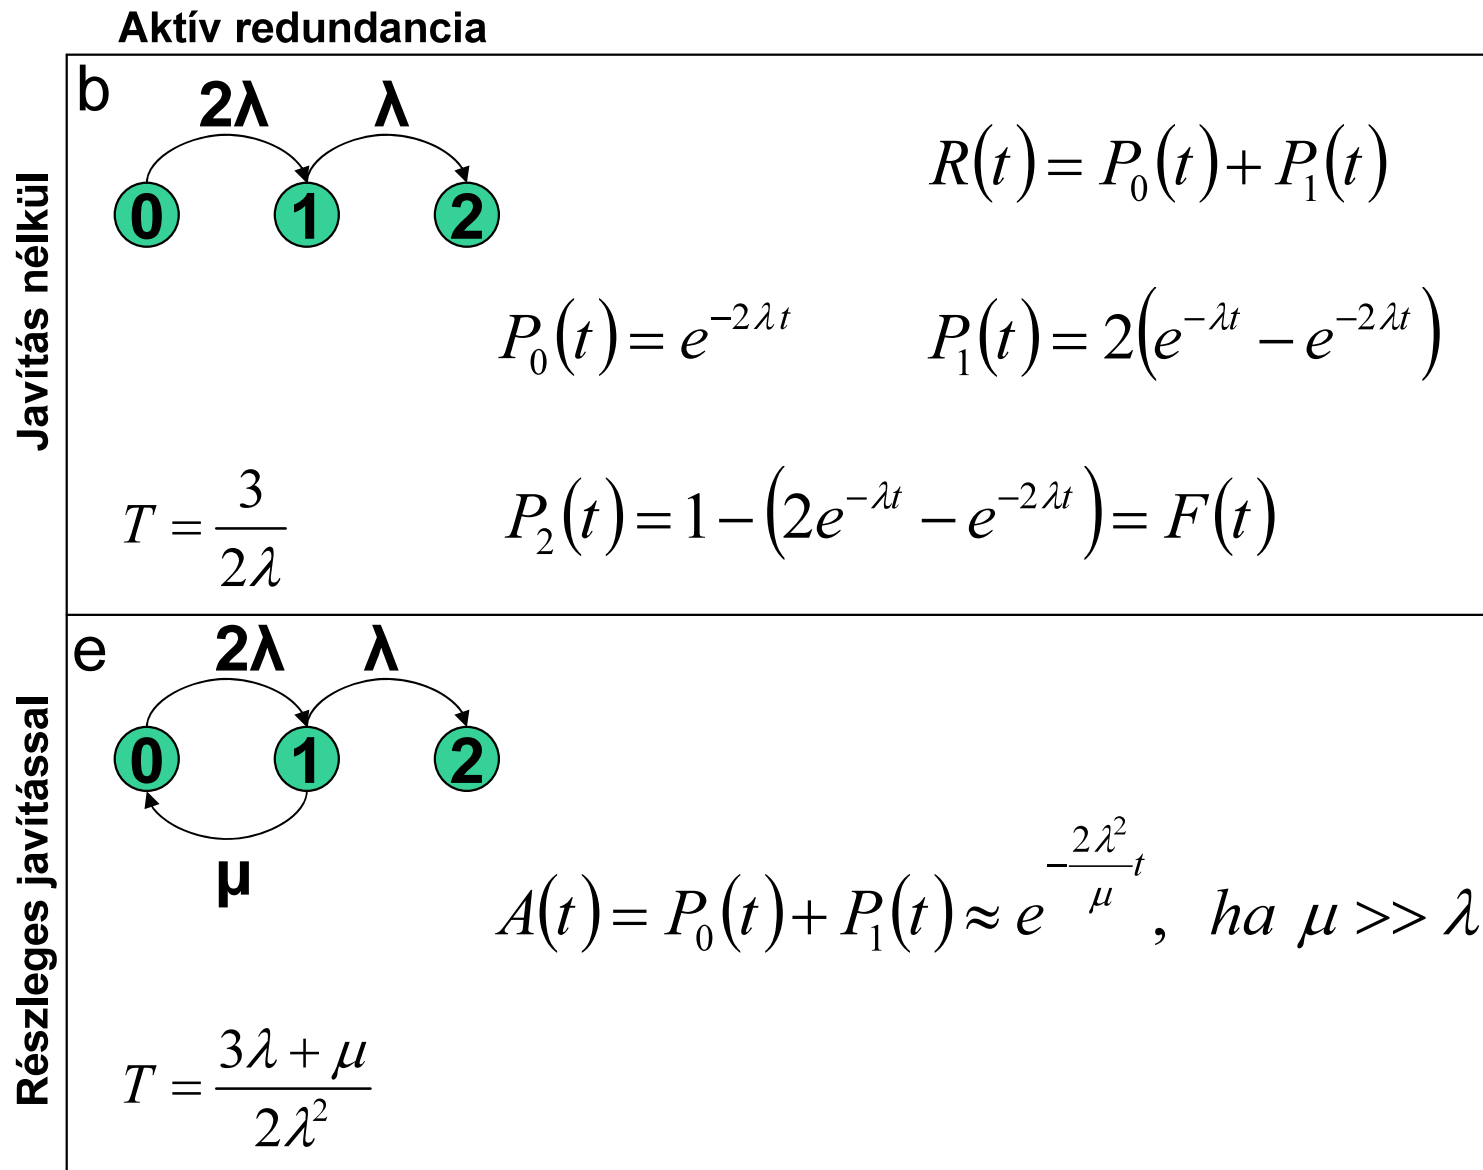 Aktív redundancia
Javítás nélkül
b
2λ λ
0 1 2
R(t) = P₀(t) + P₁(t)
P₀(t) = e^{-2λt} P₁(t) = 2(e^{-λt} − e^{-2λt})
T = 3/(2λ)
P₂(t) = 1 − (2e^{-λt} − e^{-2λt}) = F(t)
Részleges javítással
e
2λ λ
0 1 2
μ
A(t) = P₀(t) + P₁(t) ≈ e^{-(2λ²/μ)t}, ha μ >> λ
T = (3λ + μ)/(2λ²)